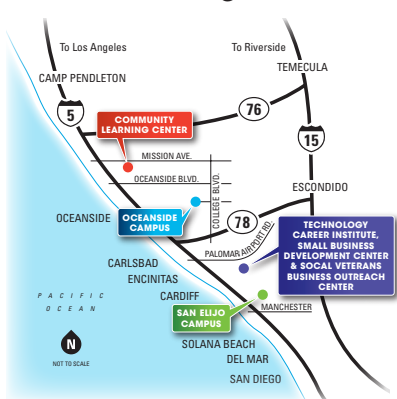 To Los Angeles
To Riverside
TEMECULA
CAMP PENDLETON
5
76
15
COMMUNITY
LEARNING CENTER
MISSION AVE.
OCEANSIDE BLVD.
COLLEGE BLVD.
ESCONDIDO
OCEANSIDE
OCEANSIDE
CAMPUS
78
PALOMAR AIRPORT RD.
TECHNOLOGY
CAREER INSTITUTE,
SMALL BUSINESS
DEVELOPMENT CENTER
& SOCAL VETERANS
BUSINESS OUTREACH
CENTER
CARLSBAD
ENCINITAS
PACIFIC
OCEAN
CARDIFF
SAN ELIJO
CAMPUS
MANCHESTER
N
NOT TO SCALE
SOLANA BEACH
DEL MAR
SAN DIEGO